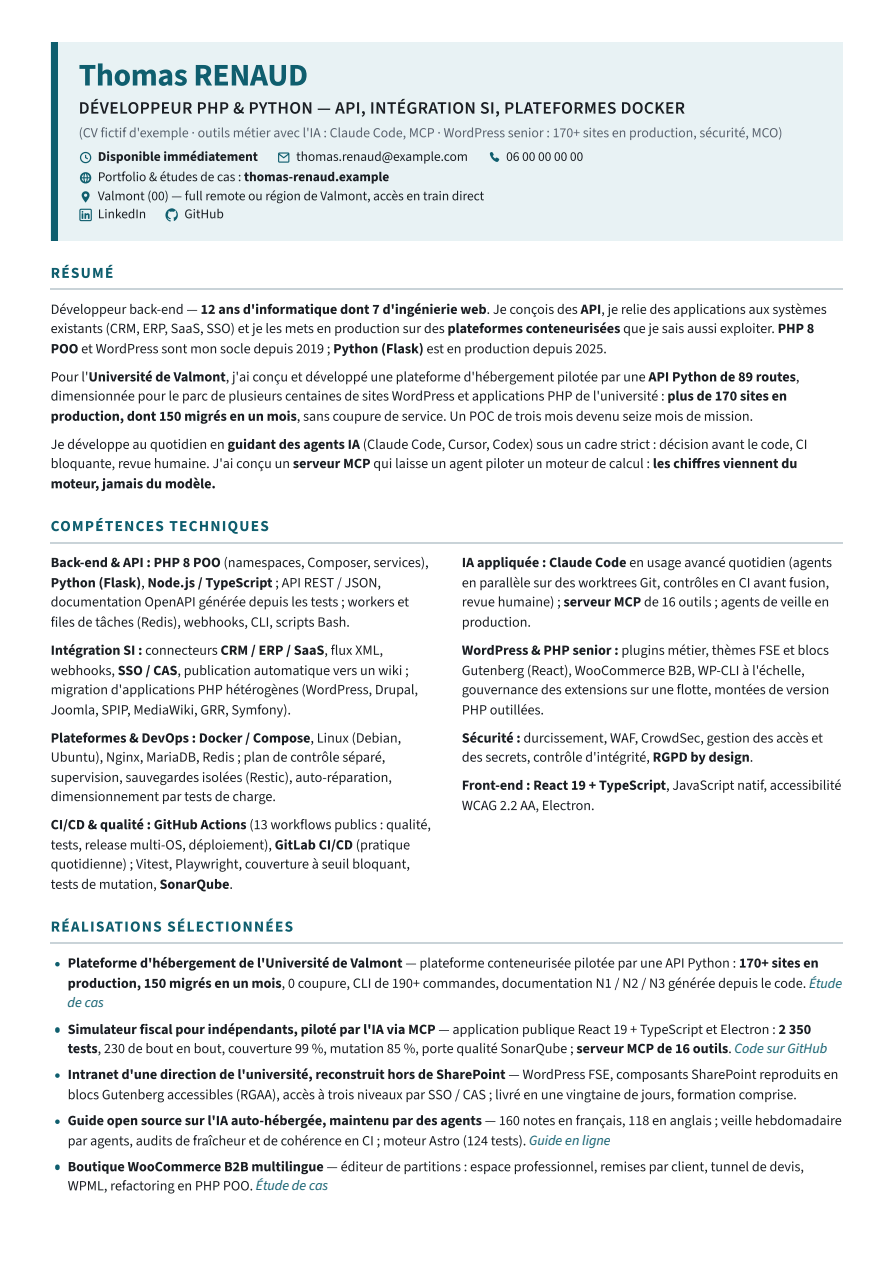 Thomas RENAUD
DÉVELOPPEUR PHP & PYTHON — API, INTÉGRATION SI, PLATEFORMES DOCKER
(CV fictif d'exemple · outils métier avec l'IA : Claude Code, MCP · WordPress senior : 170+ sites en production, sécurité, MCO)
Disponible immédiatement thomas.renaud@example.com 06 00 00 00 00
Portfolio & études de cas : thomas-renaud.example
Valmont (00) — full remote ou région de Valmont, accès en train direct
LinkedIn GitHub
RÉSUMÉ
Développeur back-end — 12 ans d'informatique dont 7 d'ingénierie web. Je conçois des API, je relie des applications aux systèmes
existants (CRM, ERP, SaaS, SSO) et je les mets en production sur des plateformes conteneurisées que je sais aussi exploiter. PHP 8
POO et WordPress sont mon socle depuis 2019 ; Python (Flask) est en production depuis 2025.
Pour l'Université de Valmont, j'ai conçu et développé une plateforme d'hébergement pilotée par une API Python de 89 routes,
dimensionnée pour le parc de plusieurs centaines de sites WordPress et applications PHP de l'université : plus de 170 sites en
production, dont 150 migrés en un mois, sans coupure de service. Un POC de trois mois devenu seize mois de mission.
Je développe au quotidien en guidant des agents IA (Claude Code, Cursor, Codex) sous un cadre strict : décision avant le code, CI
bloquante, revue humaine. J'ai conçu un serveur MCP qui laisse un agent piloter un moteur de calcul : les chiffres viennent du
moteur, jamais du modèle.
COMPÉTENCES TECHNIQUES
Back-end & API : PHP 8 POO (namespaces, Composer, services),
Python (Flask), Node.js / TypeScript ; API REST / JSON,
documentation OpenAPI générée depuis les tests ; workers et
files de tâches (Redis), webhooks, CLI, scripts Bash.
Intégration SI : connecteurs CRM / ERP / SaaS, flux XML,
webhooks, SSO / CAS, publication automatique vers un wiki ;
migration d'applications PHP hétérogènes (WordPress, Drupal,
Joomla, SPIP, MediaWiki, GRR, Symfony).
Plateformes & DevOps : Docker / Compose, Linux (Debian,
Ubuntu), Nginx, MariaDB, Redis ; plan de contrôle séparé,
supervision, sauvegardes isolées (Restic), auto-réparation,
dimensionnement par tests de charge.
CI/CD & qualité : GitHub Actions (13 workflows publics : qualité,
tests, release multi-OS, déploiement), GitLab CI/CD (pratique
quotidienne) ; Vitest, Playwright, couverture à seuil bloquant,
tests de mutation, SonarQube.
IA appliquée : Claude Code en usage avancé quotidien (agents
en parallèle sur des worktrees Git, contrôles en CI avant fusion,
revue humaine) ; serveur MCP de 16 outils ; agents de veille en
production.
WordPress & PHP senior : plugins métier, thèmes FSE et blocs
Gutenberg (React), WooCommerce B2B, WP-CLI à l'échelle,
gouvernance des extensions sur une flotte, montées de version
PHP outillées.
Sécurité : durcissement, WAF, CrowdSec, gestion des accès et
des secrets, contrôle d'intégrité, RGPD by design.
Front-end : React 19 + TypeScript, JavaScript natif, accessibilité
WCAG 2.2 AA, Electron.
RÉALISATIONS SÉLECTIONNÉES
• Plateforme d'hébergement de l'Université de Valmont — plateforme conteneurisée pilotée par une API Python : 170+ sites en
production, 150 migrés en un mois, 0 coupure, CLI de 190+ commandes, documentation N1 / N2 / N3 générée depuis le code. Étude
de cas
• Simulateur fiscal pour indépendants, piloté par l'IA via MCP — application publique React 19 + TypeScript et Electron : 2 350
tests, 230 de bout en bout, couverture 99 %, mutation 85 %, porte qualité SonarQube ; serveur MCP de 16 outils. Code sur GitHub
• Intranet d'une direction de l'université, reconstruit hors de SharePoint — WordPress FSE, composants SharePoint reproduits en
blocs Gutenberg accessibles (RGAA), accès à trois niveaux par SSO / CAS ; livré en une vingtaine de jours, formation comprise.
• Guide open source sur l'IA auto-hébergée, maintenu par des agents — 160 notes en français, 118 en anglais ; veille hebdomadaire
par agents, audits de fraîcheur et de cohérence en CI ; moteur Astro (124 tests). Guide en ligne
• Boutique WooCommerce B2B multilingue — éditeur de partitions : espace professionnel, remises par client, tunnel de devis,
WPML, refactoring en PHP POO. Étude de cas